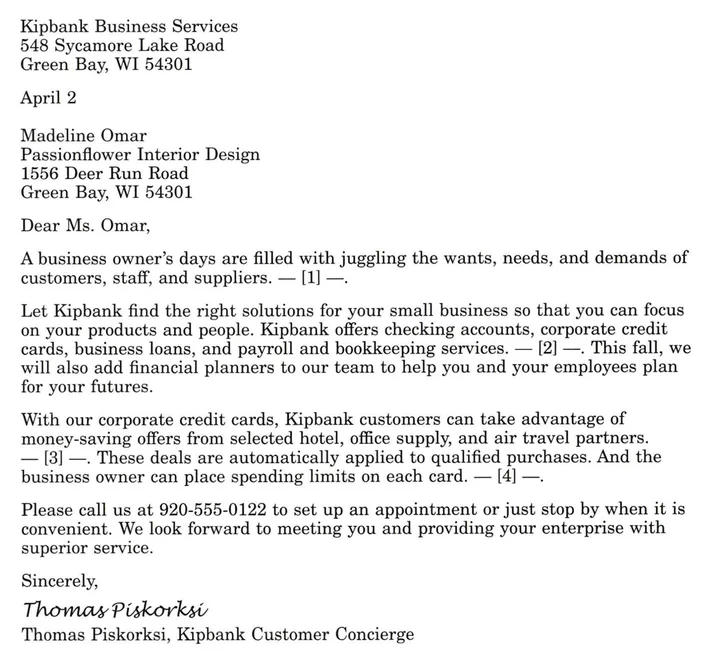 Kipbank Business Services
548 Sycamore Lake Road
Green Bay, WI 54301
April 2
Madeline Omar
Passionflower Interior Design
1556 Deer Run Road
Green Bay, WI 54301
Dear Ms. Omar,
A business owner's days are filled with juggling the wants, needs, and demands of
customers, staff, and suppliers. — [1] —.
Let Kipbank find the right solutions for your small business so that you can focus
on your products and people. Kipbank offers checking accounts, corporate credit
cards, business loans, and payroll and bookkeeping services. — [2] —. This fall, we
will also add financial planners to our team to help you and your employees plan
for your futures.
With our corporate credit cards, Kipbank customers can take advantage of
money-saving offers from selected hotel, office supply, and air travel partners.
— [3] —. These deals are automatically applied to qualified purchases. And the
business owner can place spending limits on each card. — [4] —.
Please call us at 920-555-0122 to set up an appointment or just stop by when it is
convenient. We look forward to meeting you and providing your enterprise with
superior service.
Sincerely,
Thomas Piskorksi
Thomas Piskorksi, Kipbank Customer Concierge